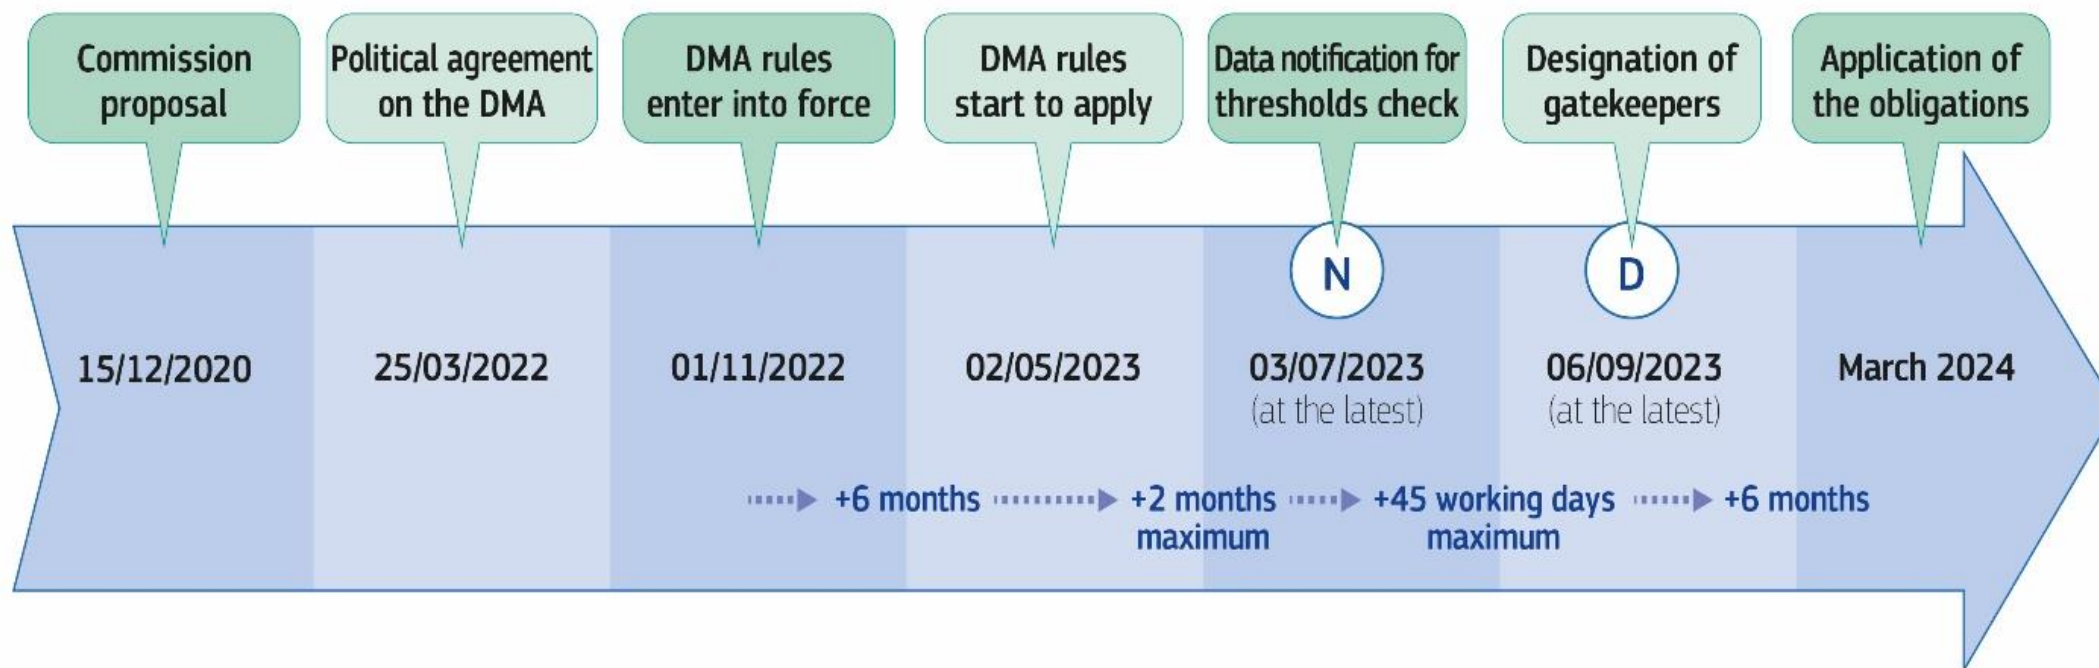 Commission
proposal
Political agreement
on the DMA
DMA rules
enter into force
DMA rules
start to apply
Data notification for
thresholds check
Designation of
gatekeepers
Application of
the obligations
N
D
15/12/2020
25/03/2022
01/11/2022
02/05/2023
03/07/2023
(at the latest)
06/09/2023
(at the latest)
March 2024
+6 months
+2 months
maximum
+45 working days
maximum
+6 months